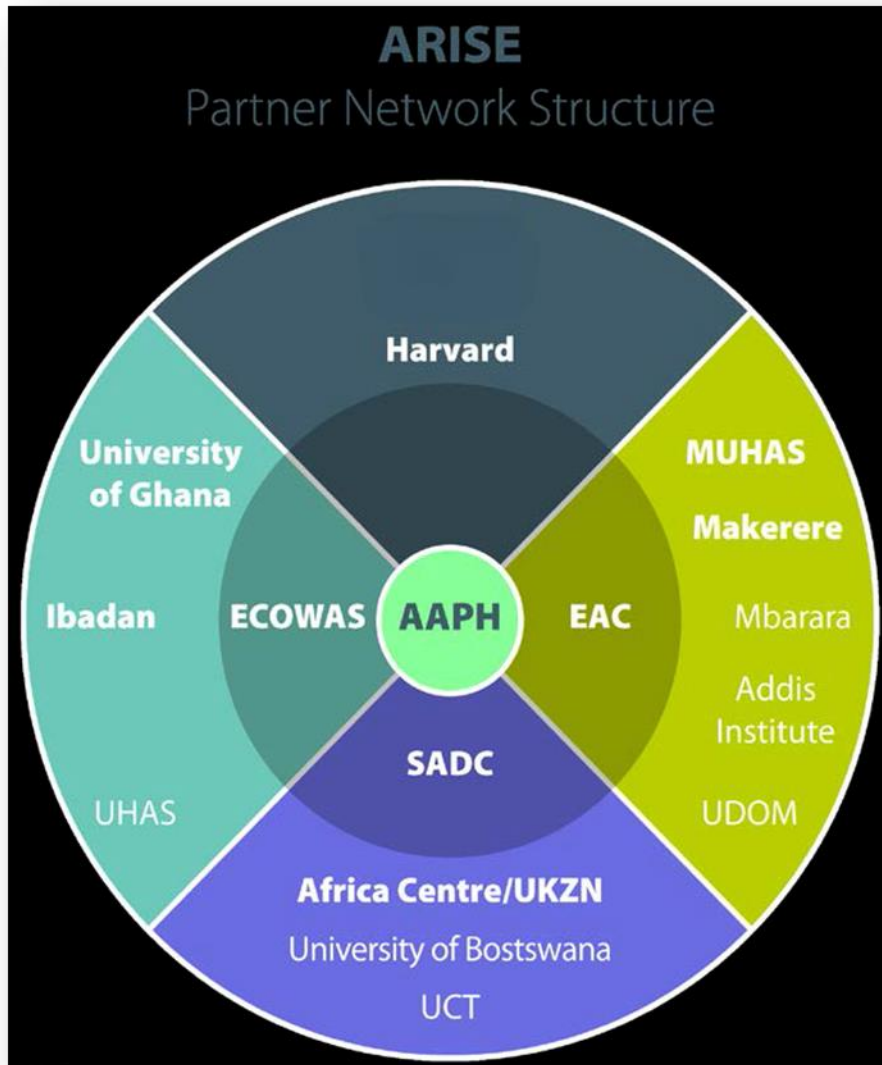 ARISE
Partner Network Structure
Harvard
University
of Ghana
Ibadan
UHAS
ECOWAS
AAPH
EAC
SADC
MUHAS
Makerere
Mbarara
Addis
Institute
UDOM
Africa Centre/UKZN
University of Bostswana
UCT